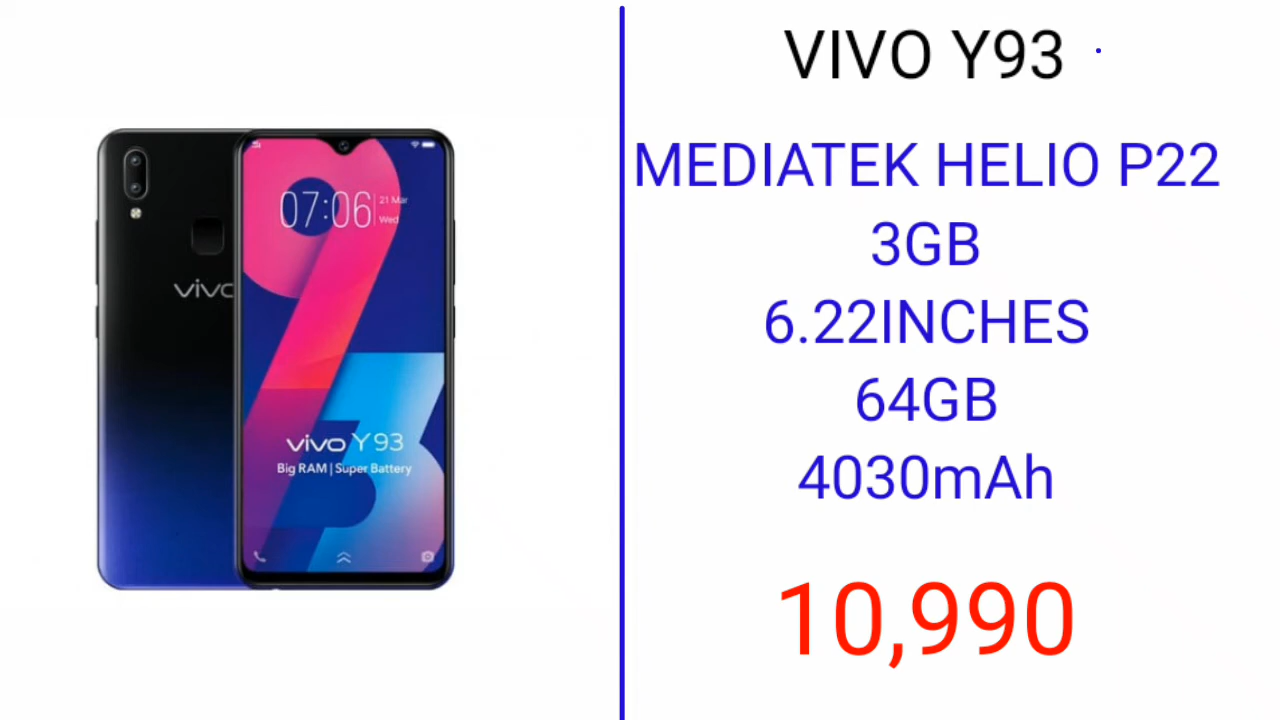 vivo
07:06
21 Mar
Wed
vivo Y93
Big RAM | Super Battery
VIVO Y93
MEDIATEK HELIO P22
3GB
6.22INCHES
64GB
4030mAh
10,990